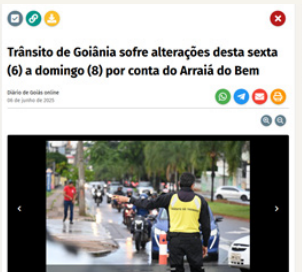 Trânsito de Goiânia sofre alterações desta sexta
(6) a domingo (8) por conta do Arraiá do Bem
Diário de Goiás online
06 de junho de 2025